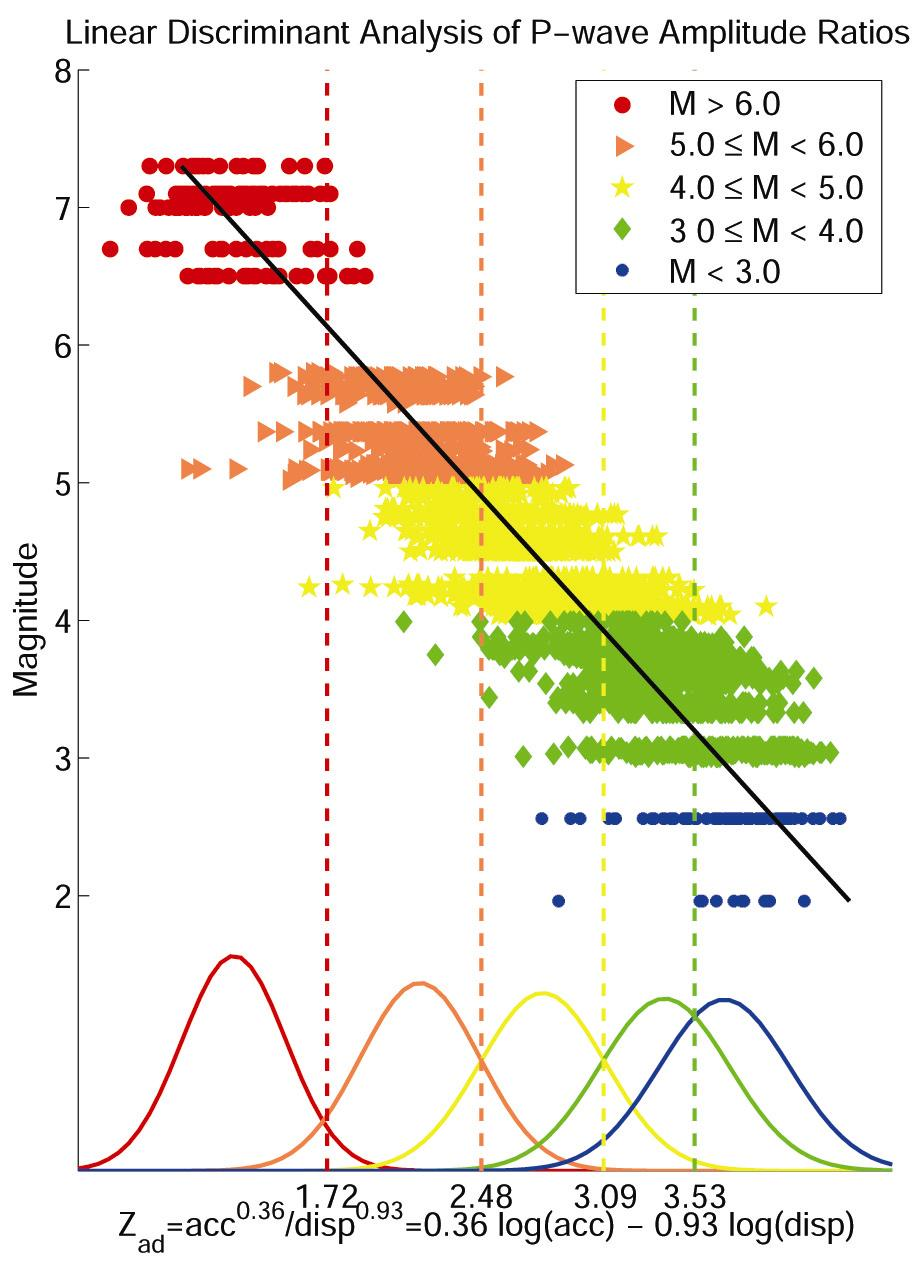 Linear Discriminant Analysis of P-wave Amplitude Ratios
8
7
6
5
4
3
2
Magnitude
M > 6.0
5.0 ≤ M < 6.0
4.0 ≤ M < 5.0
3 0 ≤ M < 4.0
M < 3.0
1.72 2.48 3.09 3.53
Z_ad=acc^0.36/disp^0.93=0.36 log(acc) − 0.93 log(disp)